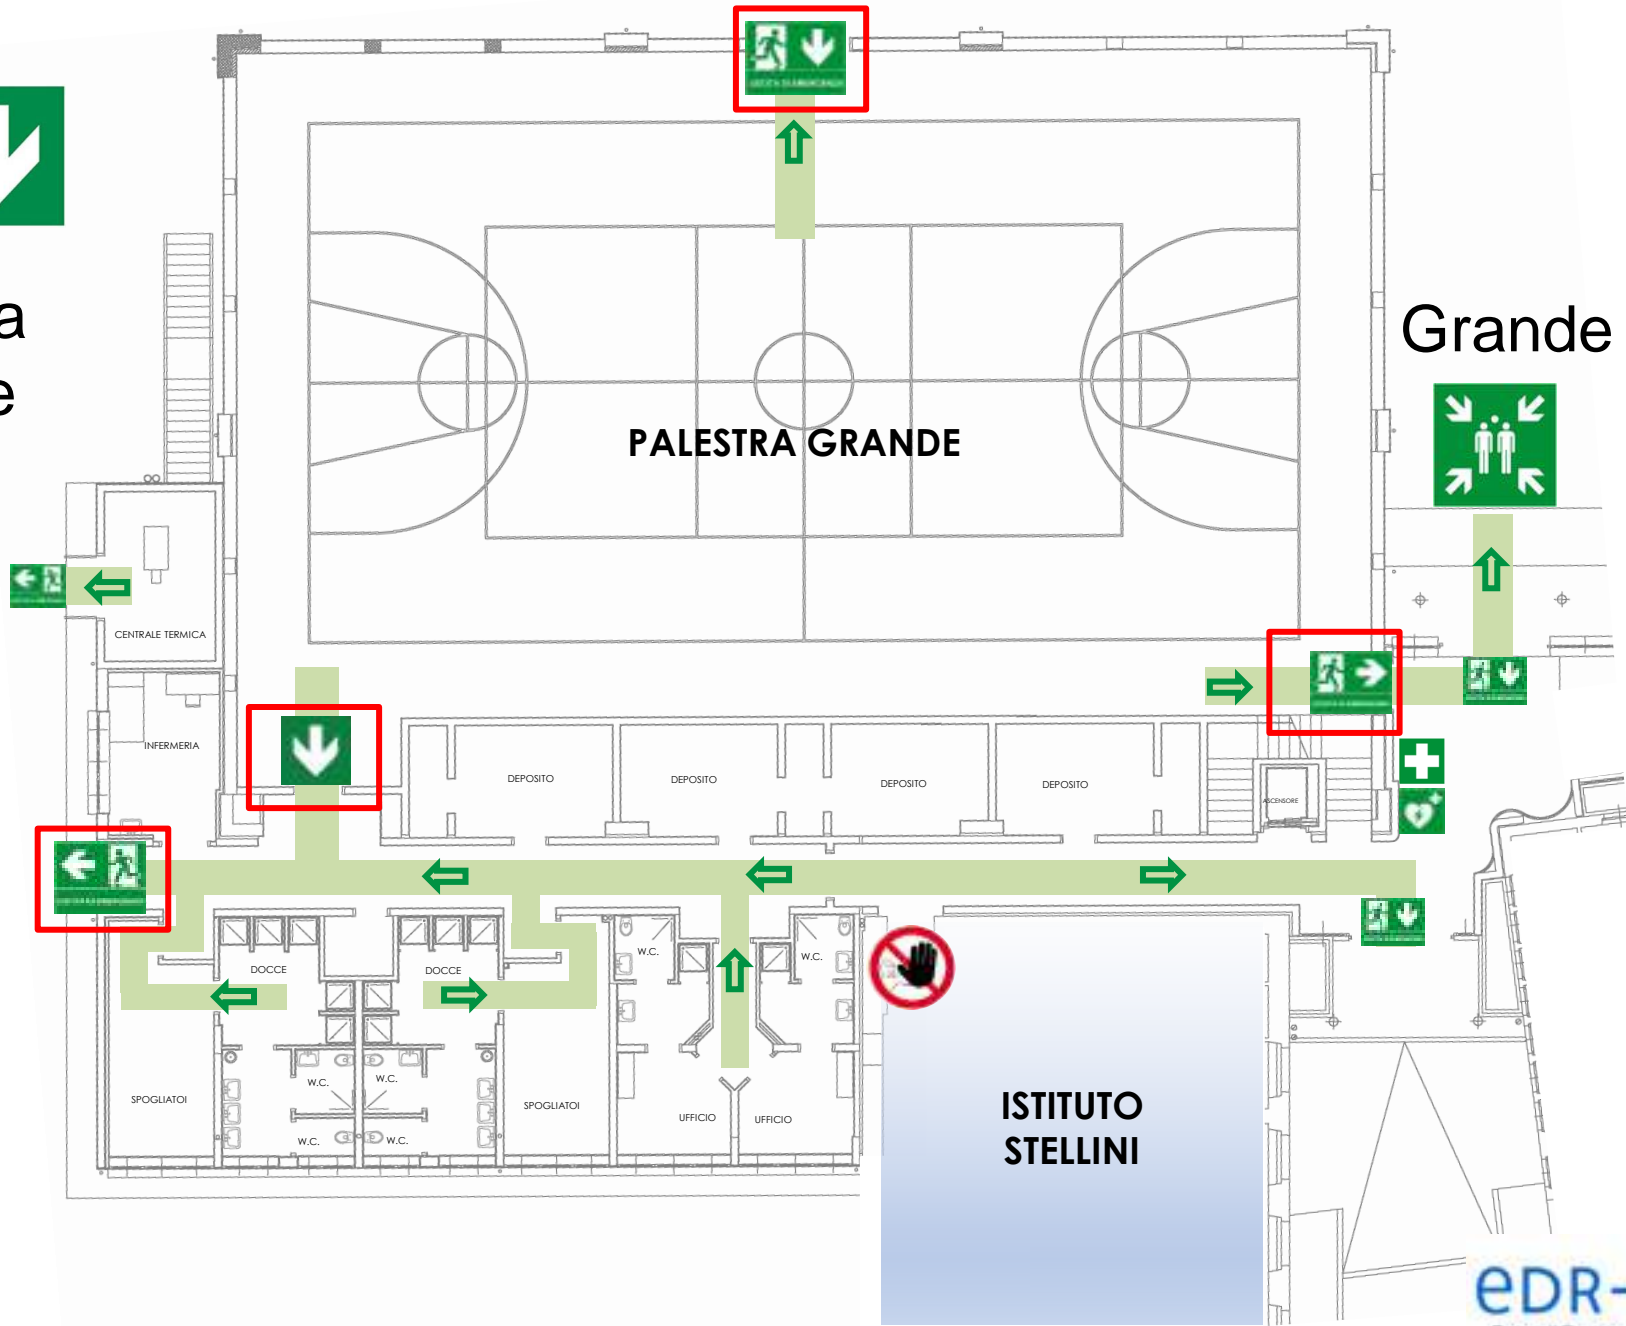 a
e
Grande
PALESTRA GRANDE
CENTRALE TERMICA
INFERMERIA
DEPOSITO
DEPOSITO
DEPOSITO
DEPOSITO
ASCENSORE
W.C.
W.C.
DOCCE
DOCCE
W.C.
W.C.
SPOGLIATOI
SPOGLIATOI
UFFICIO
UFFICIO
W.C.
W.C.
ISTITUTO
STELLINI
eDR-